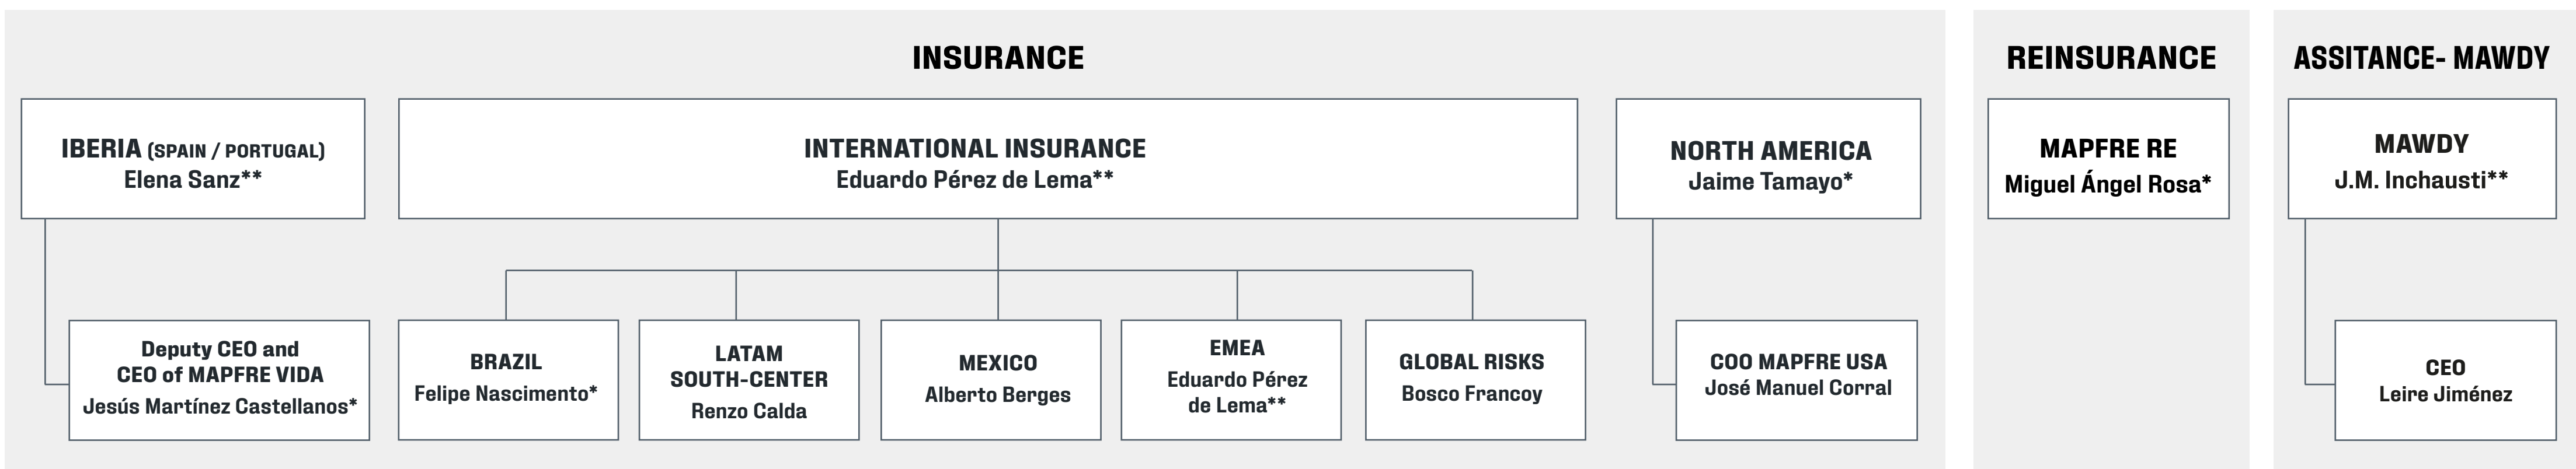 INSURANCE
IBERIA (SPAIN / PORTUGAL)
Elena Sanz**
INTERNATIONAL INSURANCE
Eduardo Pérez de Lema**
NORTH AMERICA
Jaime Tamayo*
Deputy CEO and
CEO of MAPFRE VIDA
Jesús Martínez Castellanos*
BRAZIL
Felipe Nascimento*
LATAM
SOUTH-CENTER
Renzo Calda
MEXICO
Alberto Berges
EMEA
Eduardo Pérez
de Lema**
GLOBAL RISKS
Bosco Francoy
COO MAPFRE USA
José Manuel Corral
REINSURANCE
MAPFRE RE
Miguel Ángel Rosa*
ASSITANCE- MAWDY
MAWDY
J.M. Inchausti**
CEO
Leire Jiménez